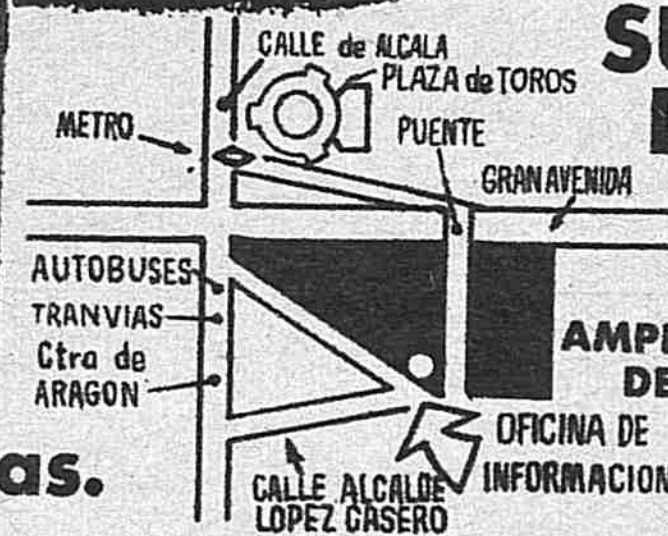 CALLE de ALCALA
PLAZA de TOROS
METRO
PUENTE
GRAN AVENIDA
AUTOBUSES
TRANVIAS
Ctra de
ARAGON
OFICINA DE
INFORMACION
CALLE ALCALDE
LOPEZ CASERO
as.